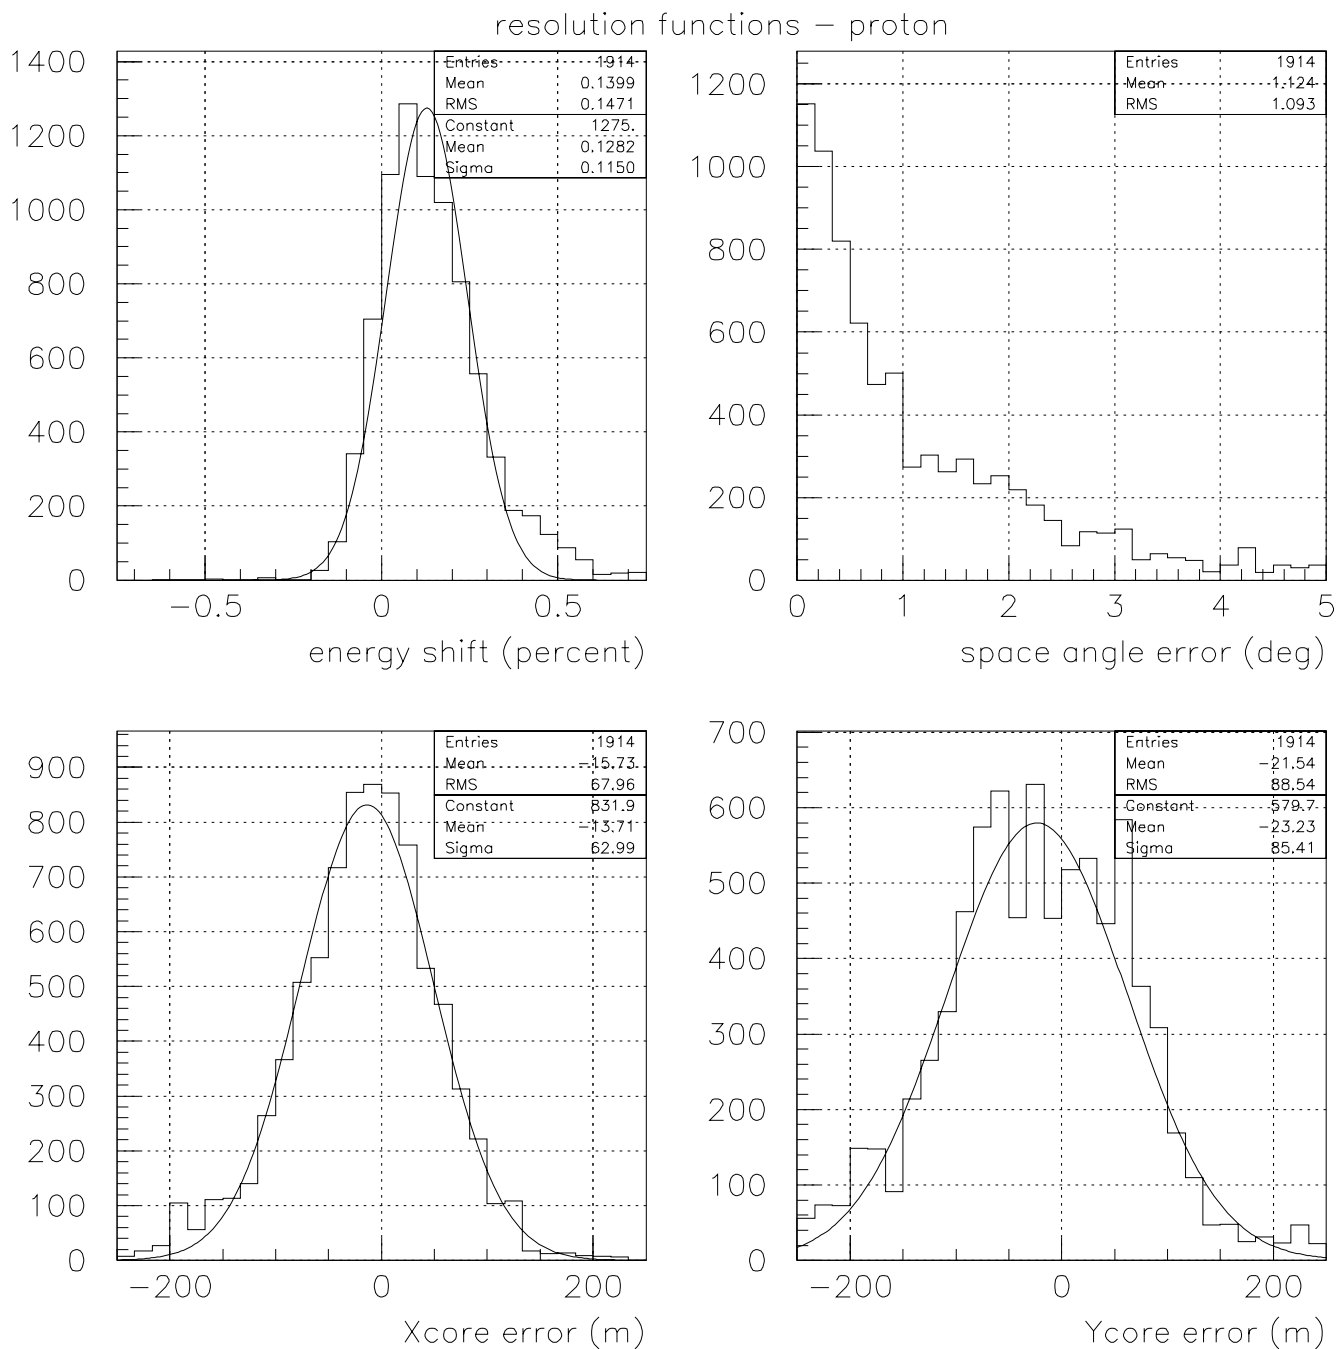 resolution functions – proton
1400
1200
1000
800
600
400
200
0
Entries 1914
Mean 0.1399
RMS 0.1471
Constant 1275.
Mean 0.1282
Sigma 0.1150
−0.5 0 0.5
energy shift (percent)
1200
1000
800
600
400
200
0
Entries 1914
Mean 1.124
RMS 1.093
0 1 2 3 4 5
space angle error (deg)
900
800
700
600
500
400
300
200
100
0
Entries 1914
Mean −15.73
RMS 67.96
Constant 831.9
Mean −13.71
Sigma 62.99
−200 0 200
Xcore error (m)
700
600
500
400
300
200
100
0
Entries 1914
Mean −21.54
RMS 88.54
Constant 579.7
Mean −23.23
Sigma 85.41
−200 0 200
Ycore error (m)